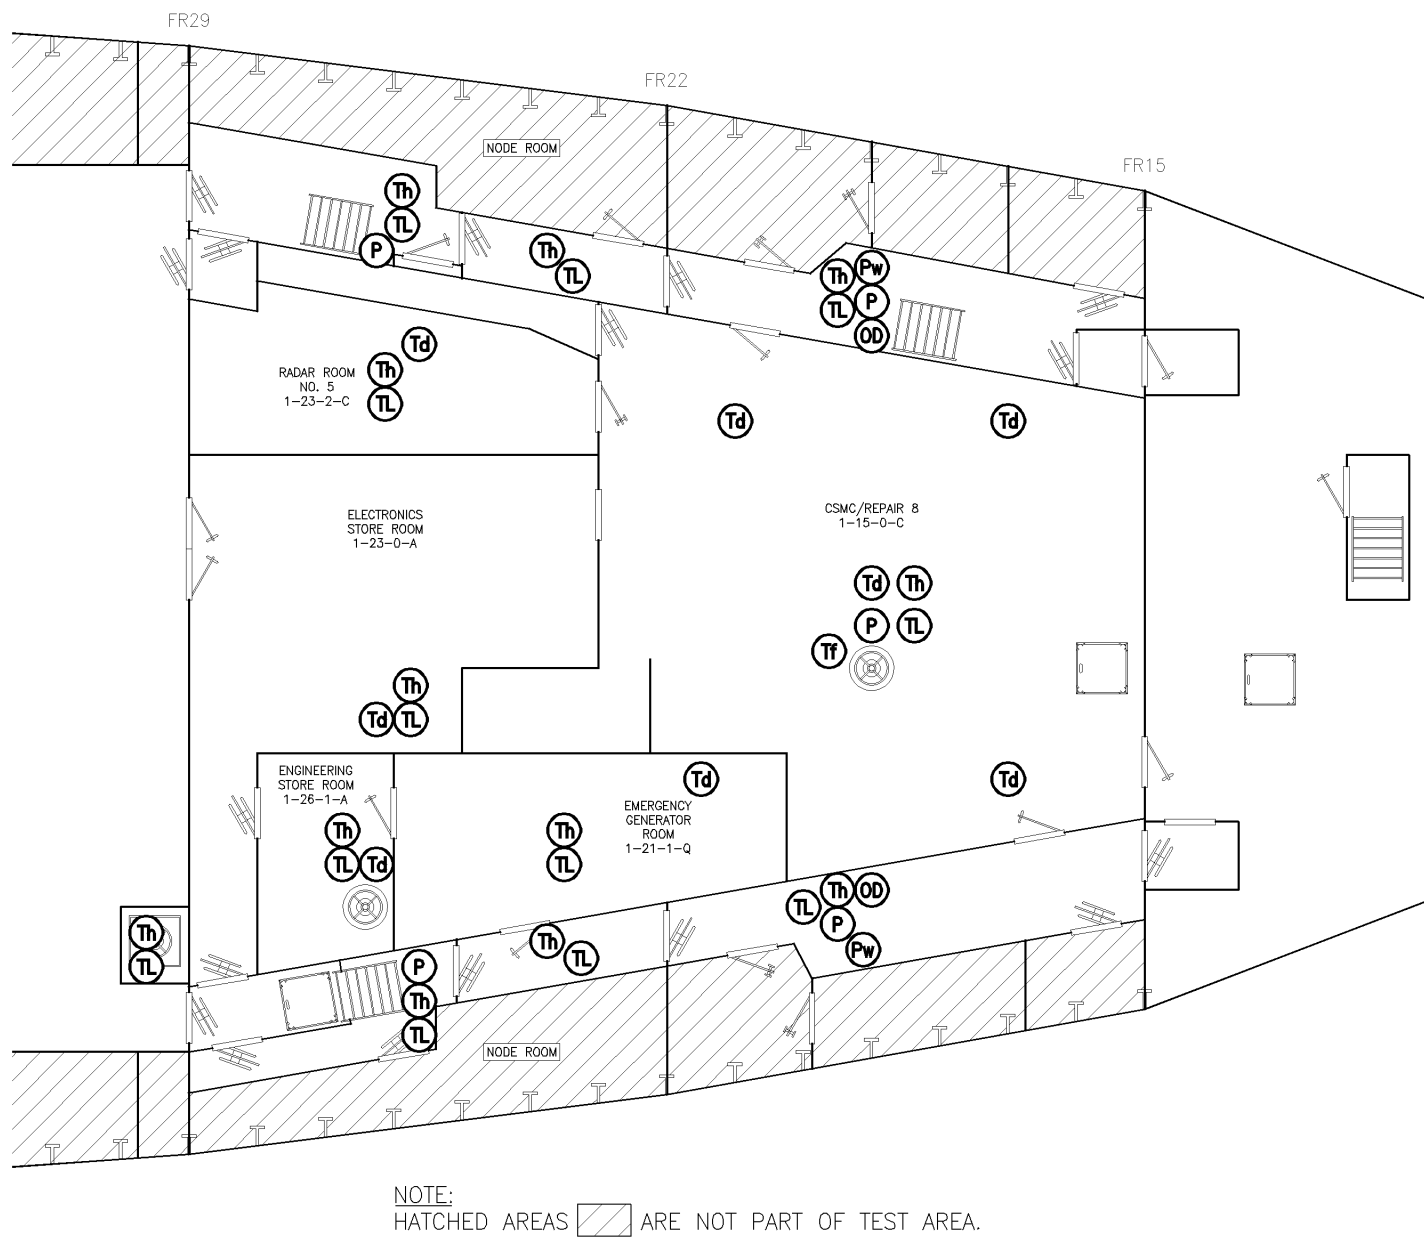 FR29
FR22
FR15
NODE ROOM
Th
TL
P
Th
TL
Th
Pw
TL
P
OD
Td
Th
TL
RADAR ROOM
NO. 5
1-23-2-C
Td
Td
ELECTRONICS
STORE ROOM
1-23-0-A
CSMC/REPAIR 8
1-15-0-C
Td
Th
P
TL
Tf
Th
Td
TL
ENGINEERING
STORE ROOM
1-26-1-A
Th
TL
Td
Td
EMERGENCY
GENERATOR
ROOM
1-21-1-Q
Th
TL
Td
Th
OD
TL
P
Pw
Th
TL
Th
TL
P
Th
TL
NODE ROOM
NOTE:
HATCHED AREAS ARE NOT PART OF TEST AREA.